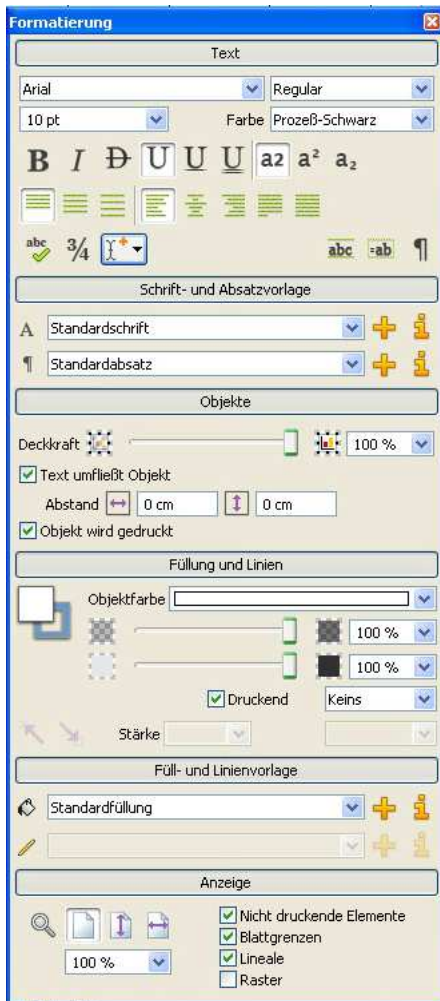 Formatierung
Text
Arial Regular
10 pt Farbe Prozeß-Schwarz
B I D U U U a2 a² a₂
abc ¾ abc =ab ¶
Schrift- und Absatzvorlage
A Standardschrift
¶ Standardabsatz
Objekte
Deckkraft 100 %
Text umfließt Objekt
Abstand 0 cm 0 cm
Objekt wird gedruckt
Füllung und Linien
Objektfarbe
100 %
100 %
Druckend Keins
Stärke
Füll- und Linienvorlage
Standardfüllung
Anzeige
Nicht druckende Elemente
Blattgrenzen
100 % Lineale
Raster